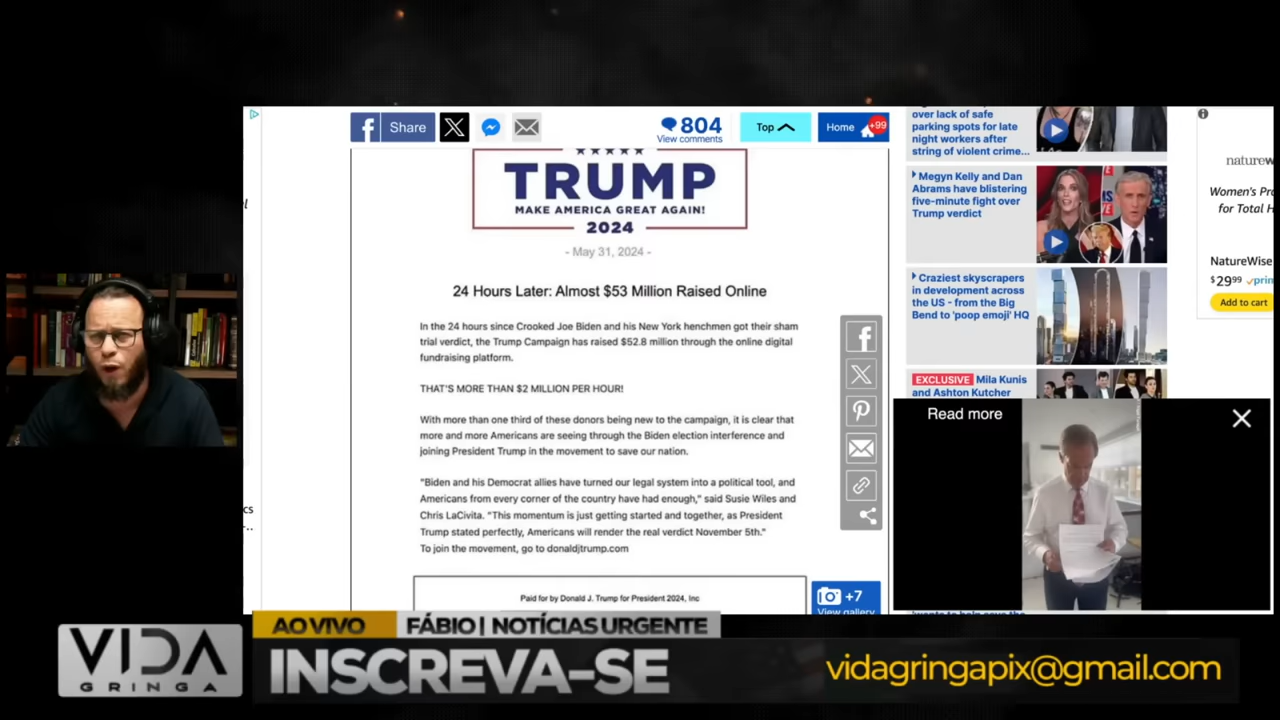 Share
804
View comments
Top
Home
+99
TRUMP
MAKE AMERICA GREAT AGAIN!
2024
- May 31, 2024 -
24 Hours Later: Almost $53 Million Raised Online
In the 24 hours since Crooked Joe Biden and his New York henchmen got their sham
trial verdict, the Trump Campaign has raised $52.8 million through the online digital
fundraising platform.
THAT'S MORE THAN $2 MILLION PER HOUR!
With more than one third of these donors being new to the campaign, it is clear that
more and more Americans are seeing through the Biden election interference and
joining President Trump in the movement to save our nation.
"Biden and his Democrat allies have turned our legal system into a political tool, and
Americans from every corner of the country have had enough," said Susie Wiles and
Chris LaCivita. "This momentum is just getting started and together, as President
Trump stated perfectly, Americans will render the real verdict November 5th."
To join the movement, go to donaldjtrump.com
Paid for by Donald J. Trump for President 2024, Inc
+7
View gallery
over lack of safe
parking spots for late
night workers after
string of violent crime...
Megyn Kelly and Dan
Abrams have blistering
five-minute fight over
Trump verdict
Craziest skyscrapers
in development across
the US - from the Big
Bend to 'poop emoji' HQ
EXCLUSIVE Mila Kunis
and Ashton Kutcher
Read more
naturew
Women's Pro
for Total H
NatureWise
$29.99 prin
Add to cart
cs
VIDA
GRINGA
AO VIVO
FÁBIO | NOTÍCIAS URGENTE
INSCREVA-SE
vidagringapix@gmail.com